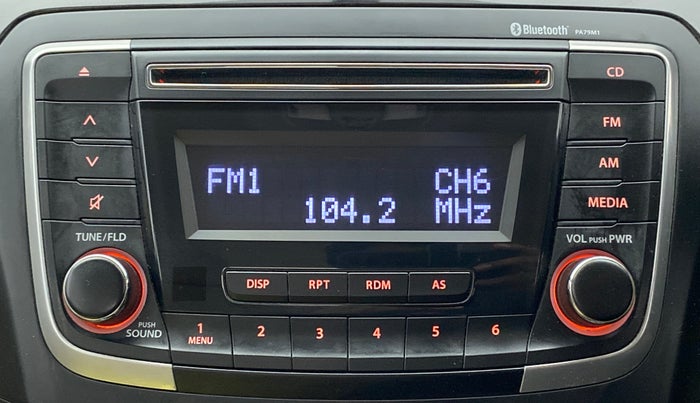 Bluetooth PA79M1
CD
FM
AM
MEDIA
FM1 CH6
104.2 MHz
TUNE/FLD
VOL PUSH PWR
DISP RPT RDM AS
PUSH
SOUND
1 2 3 4 5 6
MENU